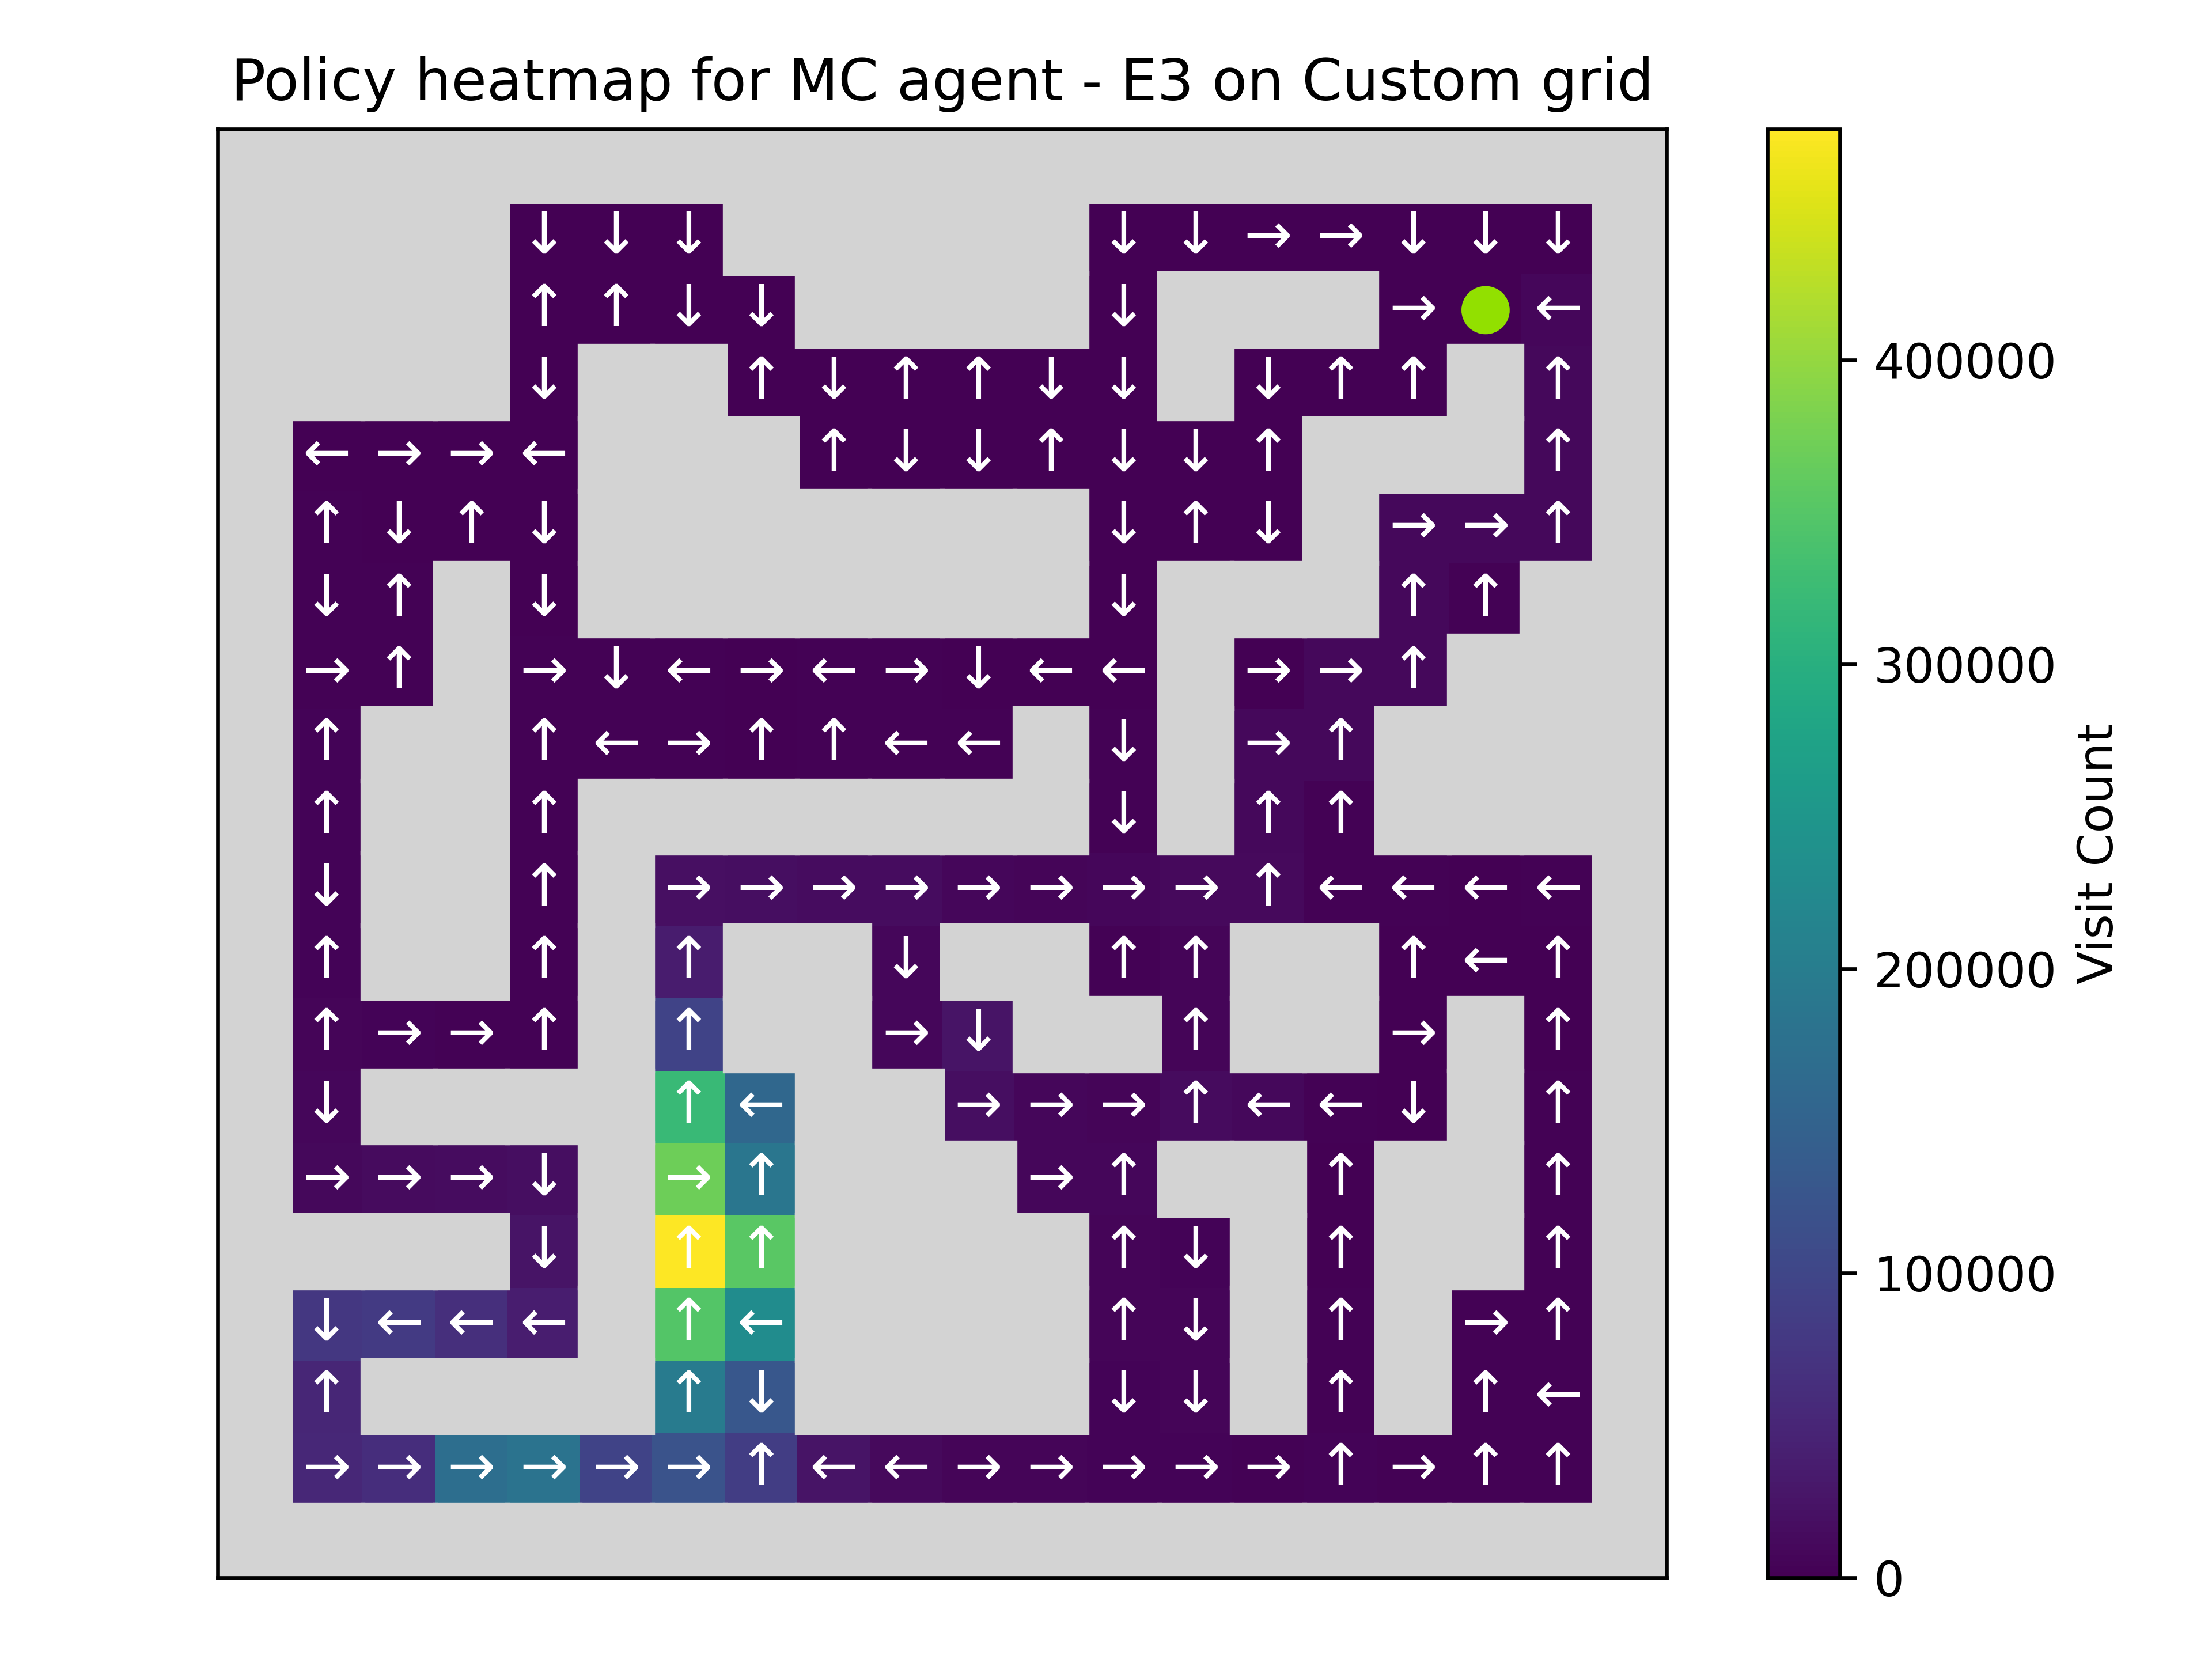 Policy heatmap for MC agent - E3 on Custom grid
400000
300000
200000
100000
0
Visit Count